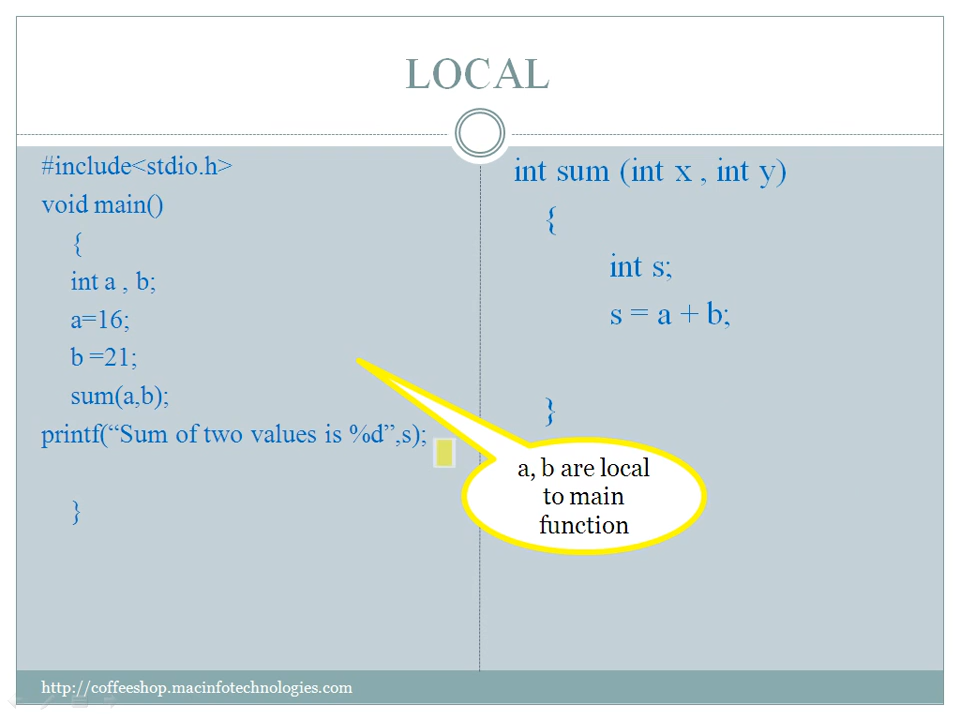 LOCAL
#include<stdio.h>
void main()
{
int a , b;
a=16;
b =21;
sum(a,b);
printf(“Sum of two values is %d”,s);
}
int sum (int x , int y)
{
int s;
s = a + b;
}
a, b are local
to main
function
http://coffeeshop.macinfotechnologies.com